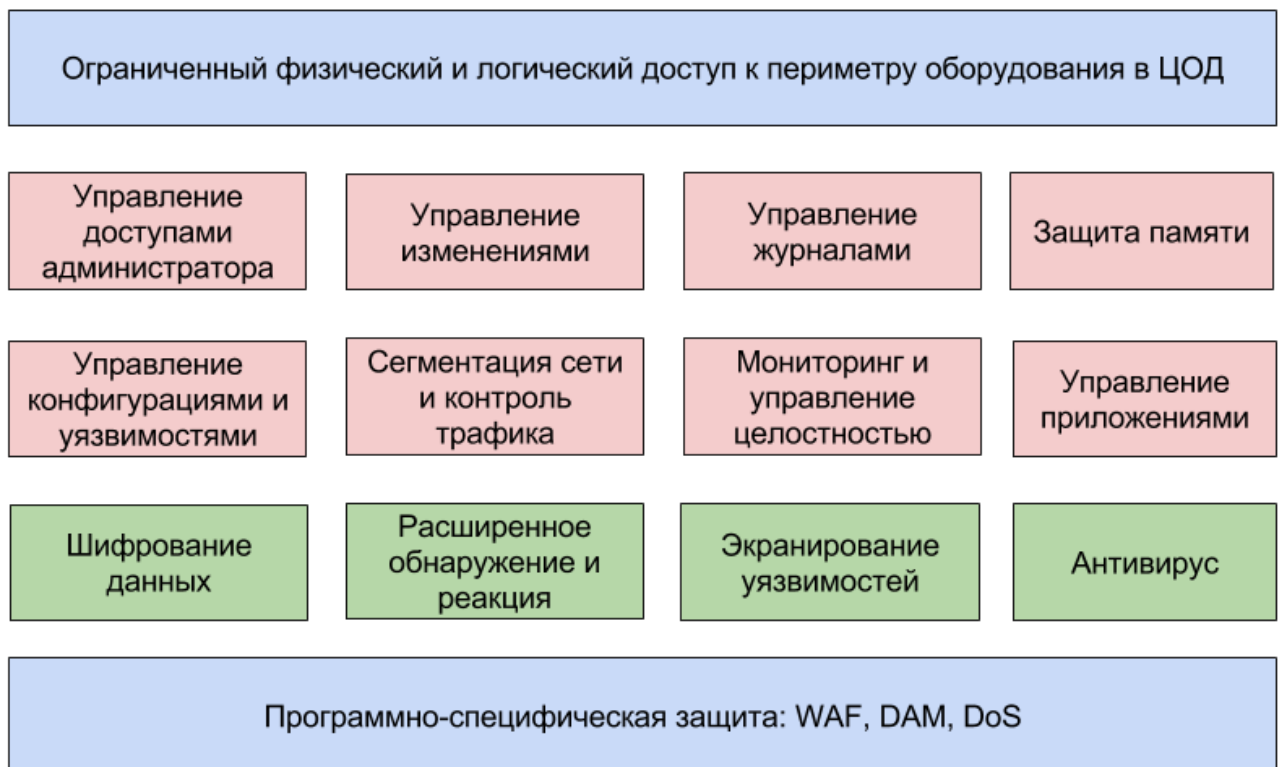 Ограниченный физический и логический доступ к периметру оборудования в ЦОД
Управление
доступами
администратора
Управление
изменениями
Управление
журналами
Защита памяти
Управление
конфигурациями и
уязвимостями
Сегментация сети
и контроль
трафика
Мониторинг и
управление
целостностью
Управление
приложениями
Шифрование
данных
Расширенное
обнаружение и
реакция
Экранирование
уязвимостей
Антивирус
Программно-специфическая защита: WAF, DAM, DoS